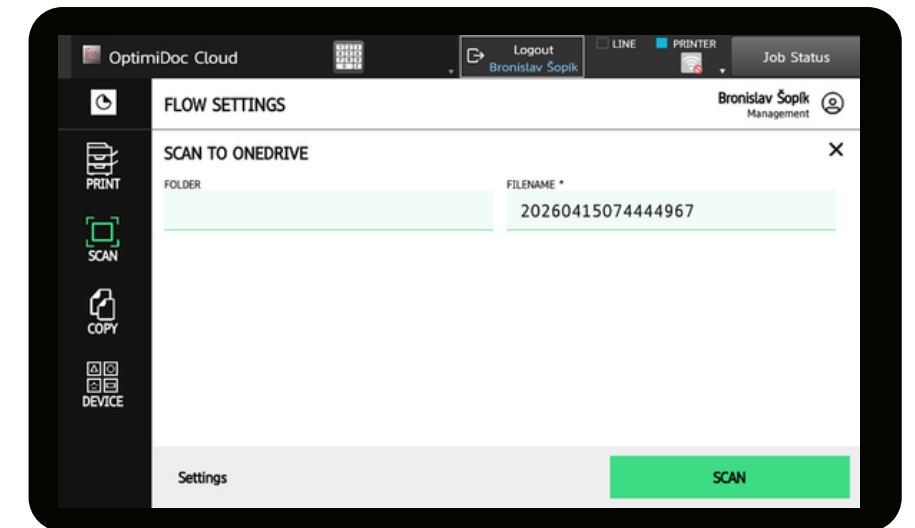 OptimiDoc Cloud
Logout
Bronislav Šopík
LINE
PRINTER
Job Status
FLOW SETTINGS
Bronislav Šopík
Management
SCAN TO ONEDRIVE
FOLDER
FILENAME *
20260415074444967
PRINT
SCAN
COPY
DEVICE
Settings
SCAN